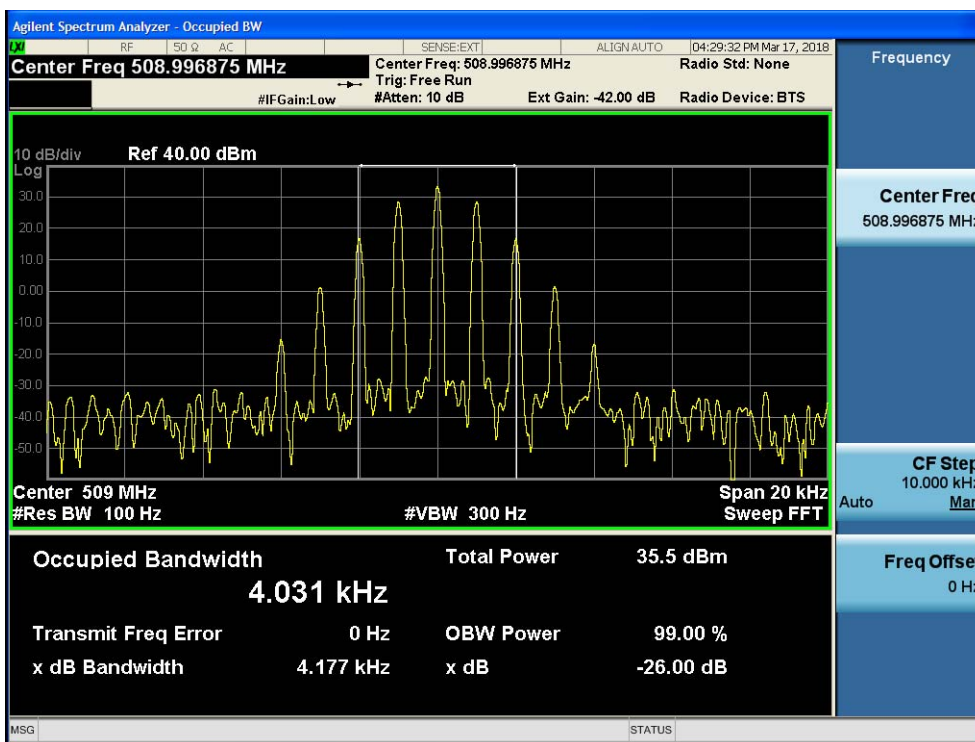 Agilent Spectrum Analyzer - Occupied BW
LXI RF 50 Ω AC SENSE:EXT ALIGN AUTO 04:29:32 PM Mar 17, 2018
Center Freq 508.996875 MHz
Center Freq: 508.996875 MHz Radio Std: None
Trig: Free Run
#IFGain:Low #Atten: 10 dB Ext Gain: -42.00 dB Radio Device: BTS
10 dB/div Ref 40.00 dBm
Log
30.0
20.0
10.0
0.00
-10.0
-20.0
-30.0
-40.0
-50.0
Center 509 MHz Span 20 kHz
#Res BW 100 Hz #VBW 300 Hz Sweep FFT
Occupied Bandwidth Total Power 35.5 dBm
4.031 kHz
Transmit Freq Error 0 Hz OBW Power 99.00 %
x dB Bandwidth 4.177 kHz x dB -26.00 dB
MSG STATUS
Frequency
Center Fre
508.996875 MH
CF Step
10.000 kH
Auto Ma
Freq Offse
0 H